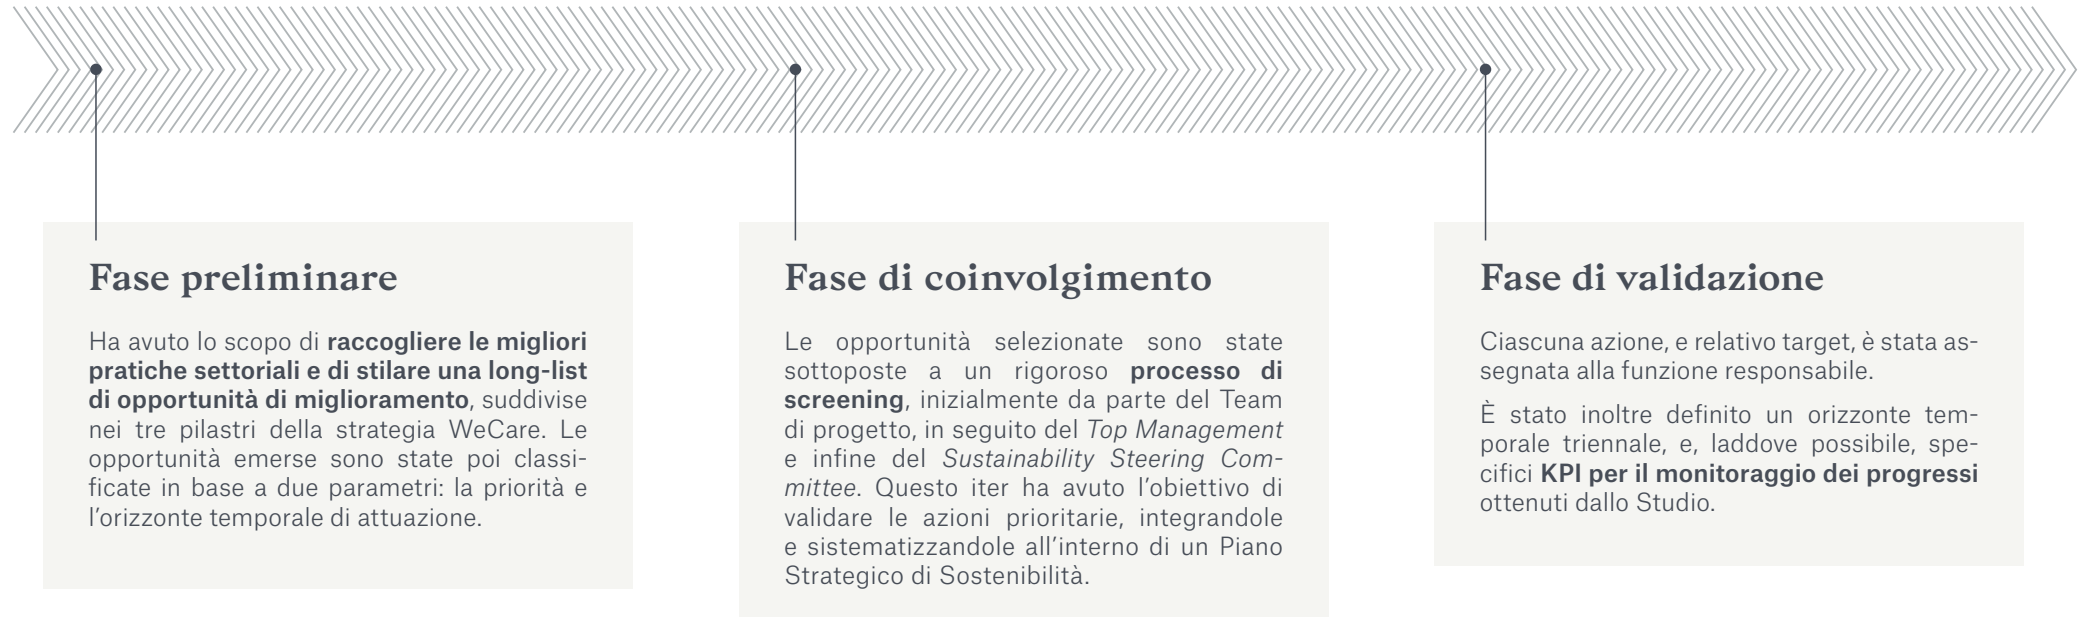 Fase preliminare
Ha avuto lo scopo di raccogliere le migliori
pratiche settoriali e di stilare una long-list
di opportunità di miglioramento, suddivise
nei tre pilastri della strategia WeCare. Le
opportunità emerse sono state poi classi-
ficate in base a due parametri: la priorità e
l'orizzonte temporale di attuazione.
Fase di coinvolgimento
Le opportunità selezionate sono state
sottoposte a un rigoroso processo di
screening, inizialmente da parte del Team
di progetto, in seguito del Top Management
e infine del Sustainability Steering Com-
mittee. Questo iter ha avuto l'obiettivo di
validare le azioni prioritarie, integrandole
e sistematizzandole all'interno di un Piano
Strategico di Sostenibilità.
Fase di validazione
Ciascuna azione, e relativo target, è stata as-
segnata alla funzione responsabile.
È stato inoltre definito un orizzonte tem-
porale triennale, e, laddove possibile, spe-
cifici KPI per il monitoraggio dei progressi
ottenuti dallo Studio.